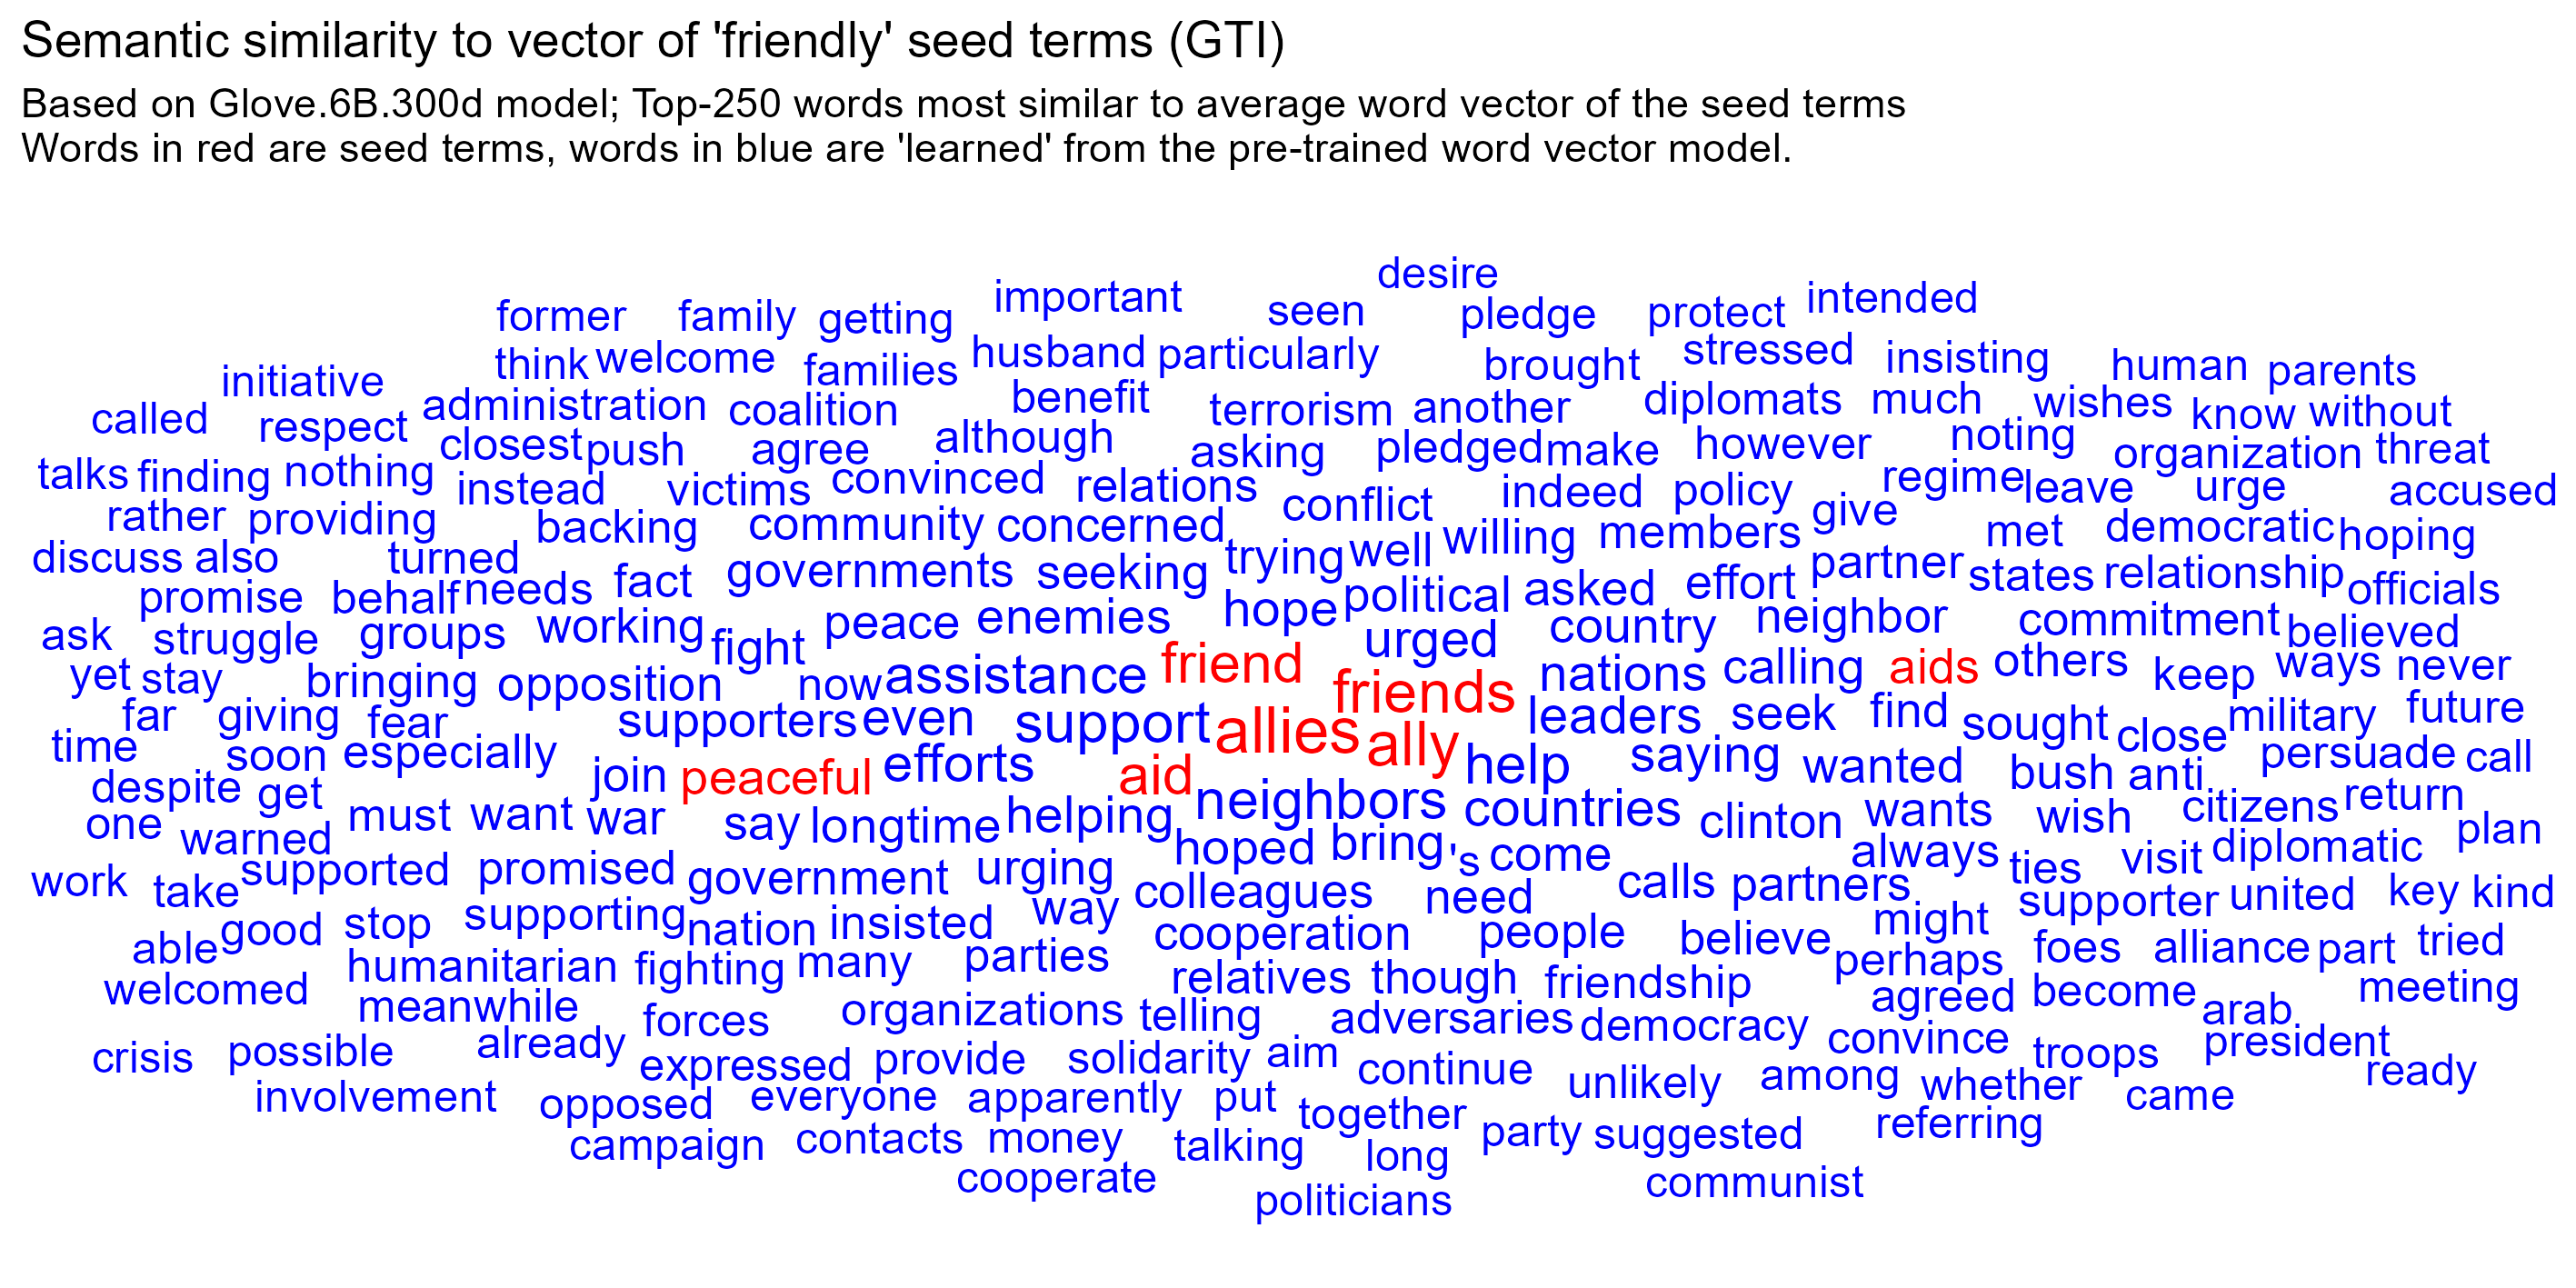 Semantic similarity to vector of 'friendly' seed terms (GTI)
Based on Glove.6B.300d model; Top-250 words most similar to average word vector of the seed terms
Words in red are seed terms, words in blue are 'learned' from the pre-trained word vector model.
desire
former family getting important seen pledge protect intended
think welcome families husband particularly brought stressed insisting human parents
initiative administration coalition benefit terrorism another diplomats much wishes know without
called respect closest push agree although asking pledged make however noting organization threat
talks finding nothing instead victims convinced relations conflict indeed policy regime leave urge accused
rather providing backing community concerned trying well willing members give met democratic hoping
discuss also turned fact governments seeking political asked effort partner states relationship officials
promise behalf needs working peace enemies hope country neighbor commitment believed
ask struggle groups fight assistance friend urged nations calling aids others keep ways never
yet stay bringing opposition now friends leaders seek find sought close military future
far giving fear supporters even support allies ally help saying wanted bush anti persuade call
time soon especially join peaceful efforts aid neighbors countries clinton wants wish citizens return plan
despite get must want war say longtime helping hoped bring 's come always ties visit diplomatic
one warned supported promised government urging colleagues need calls partners supporter united key kind
work take good stop supporting nation insisted way cooperation people believe might foes alliance part tried
able humanitarian fighting many parties relatives though friendship perhaps agreed become arab meeting
welcomed meanwhile forces organizations telling adversaries democracy convince troops president ready
crisis possible already expressed provide solidarity aim continue unlikely among whether came
involvement opposed everyone apparently put together party suggested referring
campaign contacts money talking long
cooperate politicians communist